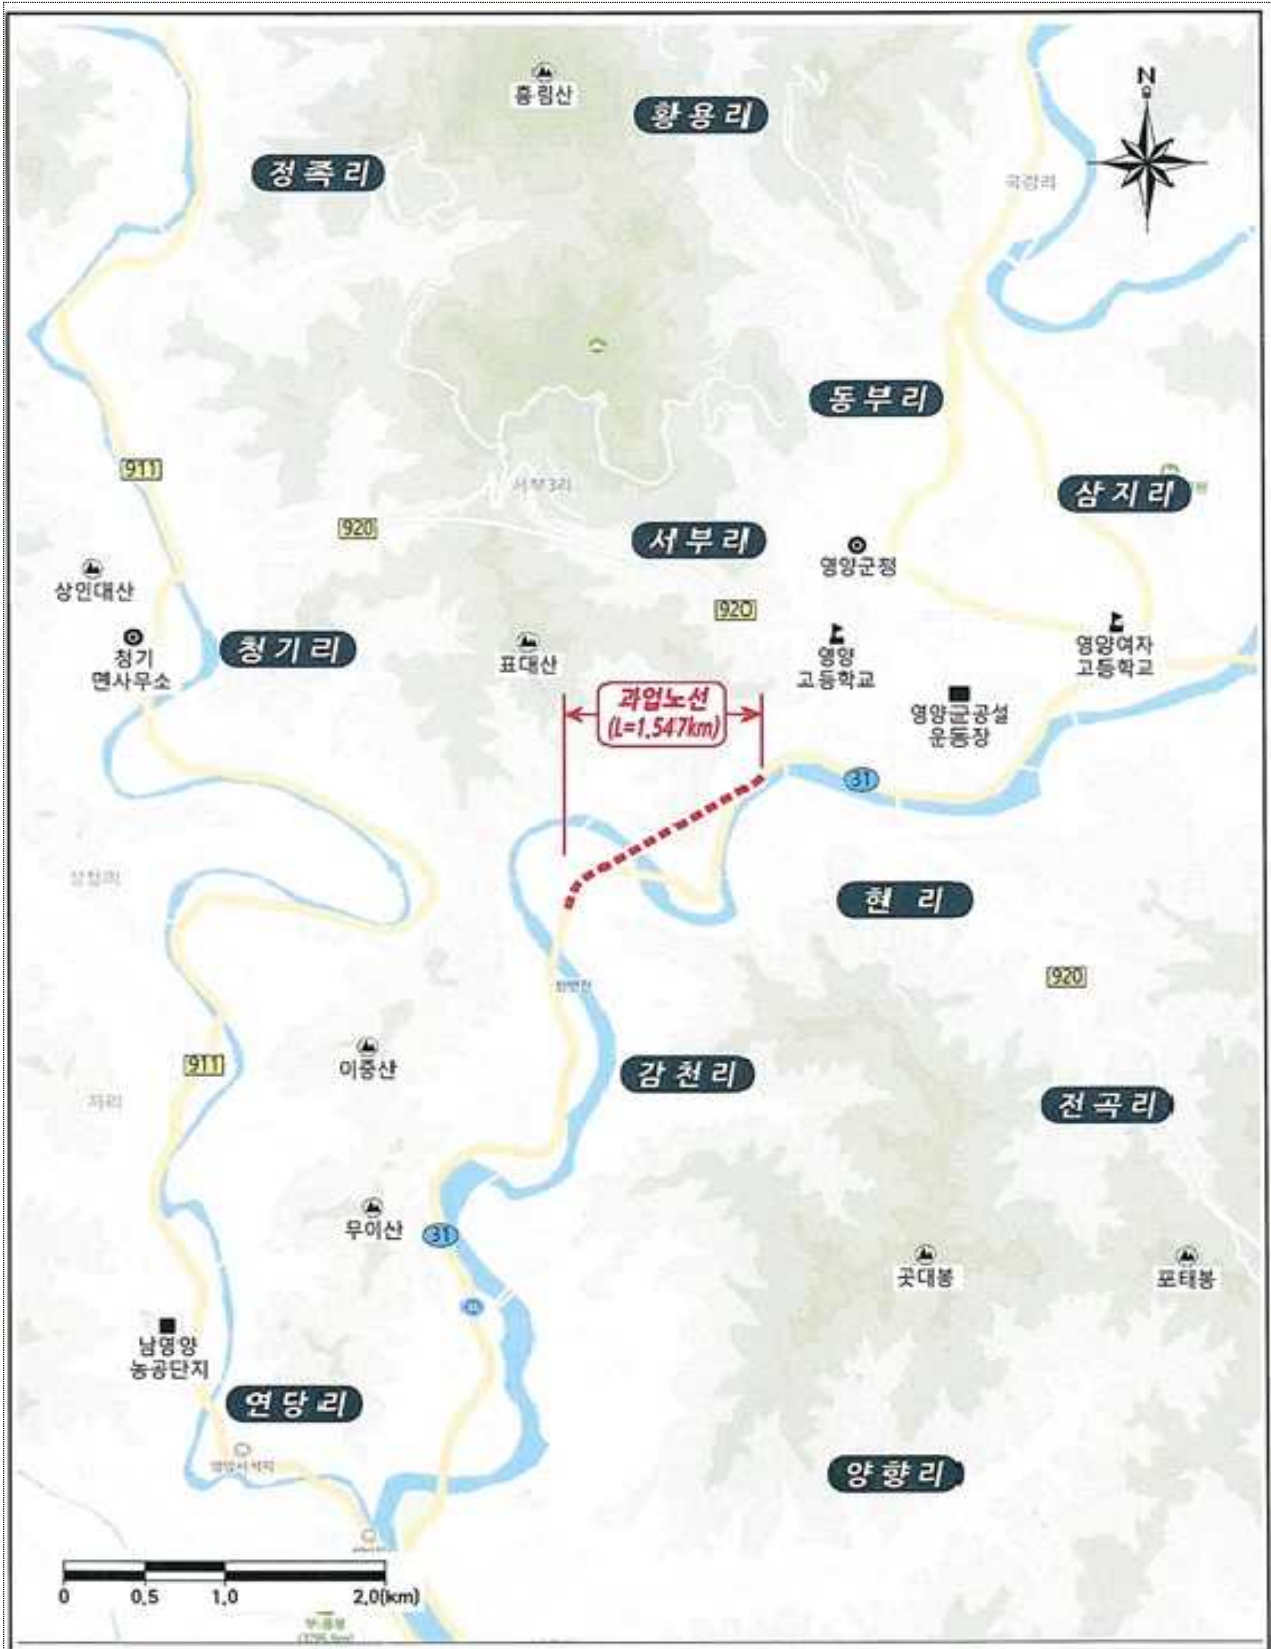 N
흥림산
황용리
정족리
곡강리
동부리
911
삼지리
서부3리
920
서부리
영양군청
상인대산
920
청기
면사무소
청기리
표대산
영양
고등학교
영양여자
고등학교
과업노선
(L=1.547km)
영양군공설
운동장
31
현 리
920
반변천
이중산
911
감천리
전곡리
무이산
31
곳대봉
포태봉
남영양
농공단지
연당리
양향리
0 0.5 1.0 2.0(km)